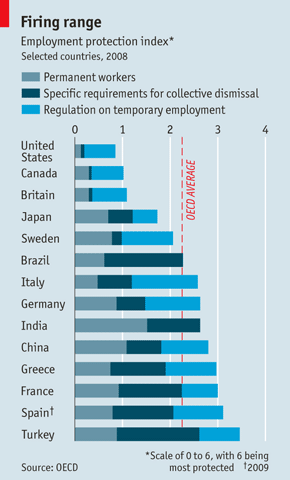 Firing range
Employment protection index*
Selected countries, 2008
Permanent workers
Specific requirements for collective dismissal
Regulation on temporary employment
0 1 2 3 4
United
States
Canada
Britain
Japan
Sweden
Brazil
Italy
Germany
India
China
Greece
France
Spain†
Turkey
OECD AVERAGE
Source: OECD
*Scale of 0 to 6, with 6 being
most protected †2009